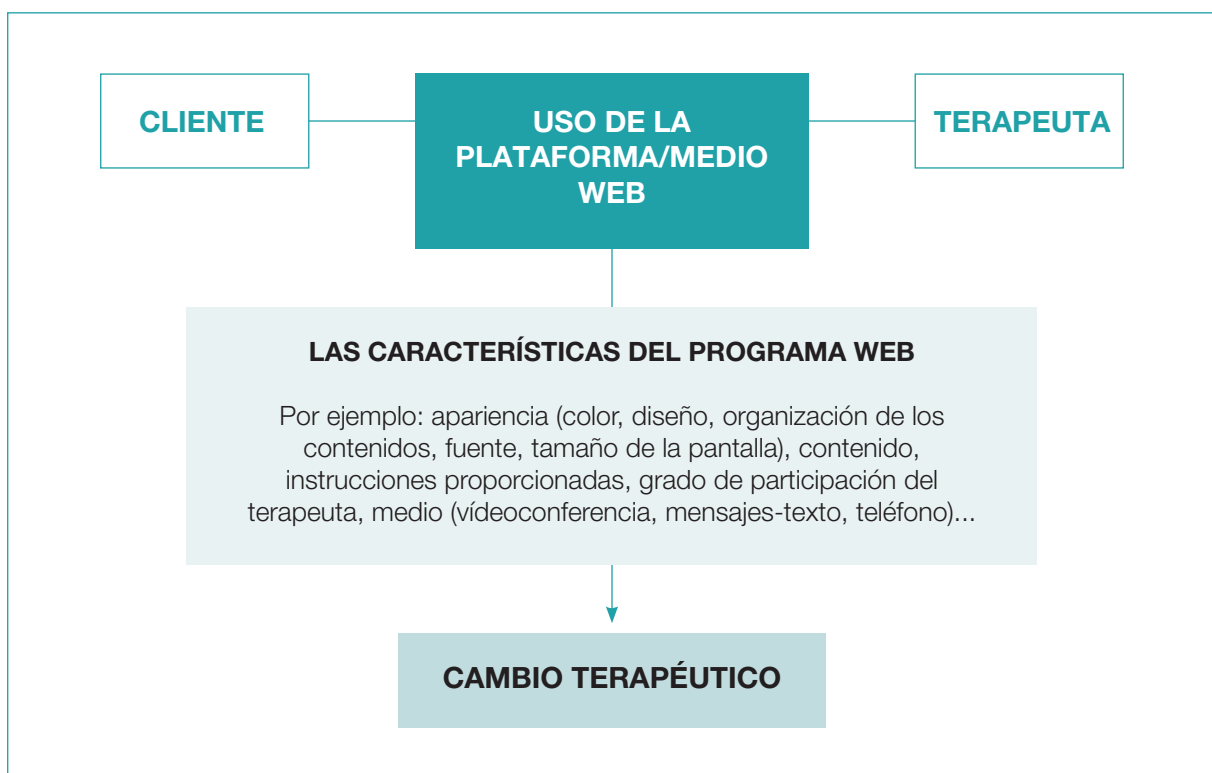 CLIENTE
USO DE LA
PLATAFORMA/MEDIO
WEB
TERAPEUTA
LAS CARACTERÍSTICAS DEL PROGRAMA WEB
Por ejemplo: apariencia (color, diseño, organización de los
contenidos, fuente, tamaño de la pantalla), contenido,
instrucciones proporcionadas, grado de participación del
terapeuta, medio (vídeoconferencia, mensajes-texto, teléfono)...
CAMBIO TERAPÉUTICO